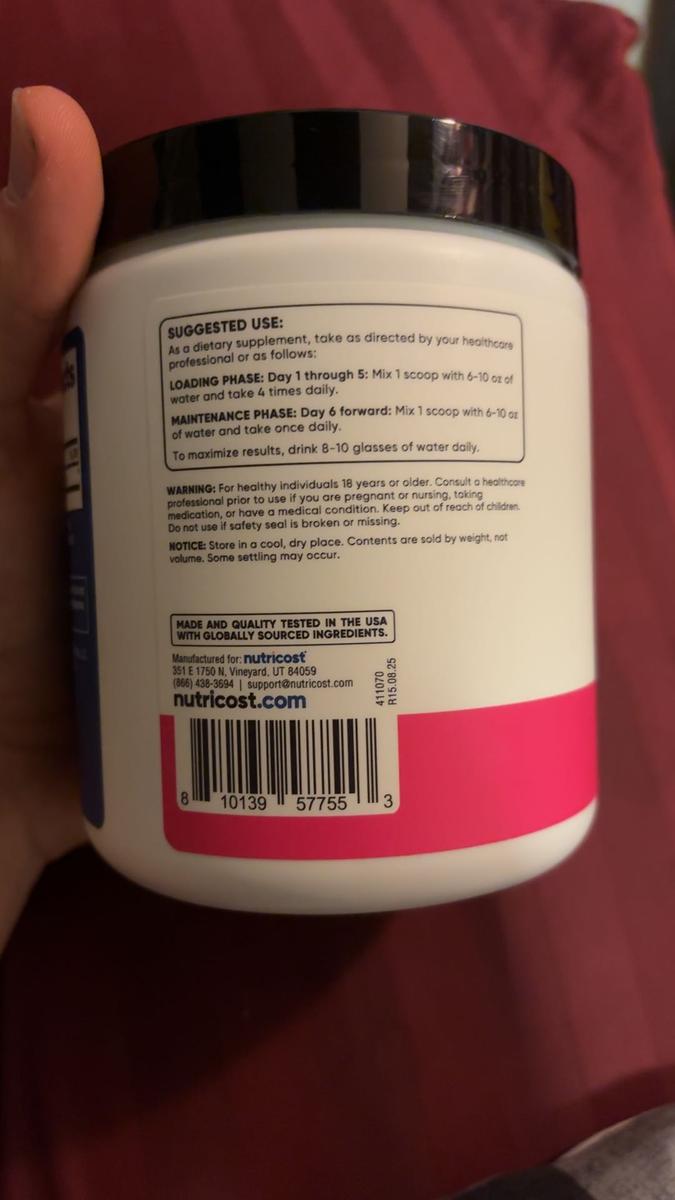 SUGGESTED USE:
As a dietary supplement, take as directed by your healthcare
professional or as follows:
LOADING PHASE: Day 1 through 5: Mix 1 scoop with 6-10 oz of
water and take 4 times daily.
MAINTENANCE PHASE: Day 6 forward: Mix 1 scoop with 6-10 oz
of water and take once daily.
To maximize results, drink 8-10 glasses of water daily.
WARNING: For healthy individuals 18 years or older. Consult a healthcare
professional prior to use if you are pregnant or nursing, taking
medication, or have a medical condition. Keep out of reach of children.
Do not use if safety seal is broken or missing.
NOTICE: Store in a cool, dry place. Contents are sold by weight, not
volume. Some settling may occur.
MADE AND QUALITY TESTED IN THE USA
WITH GLOBALLY SOURCED INGREDIENTS.
Manufactured for: nutricost
351 E 1750 N, Vineyard, UT 84059
(866) 438-3694 | support@nutricost.com
nutricost.com
411070
R15.08.25
8 10139 57755 3